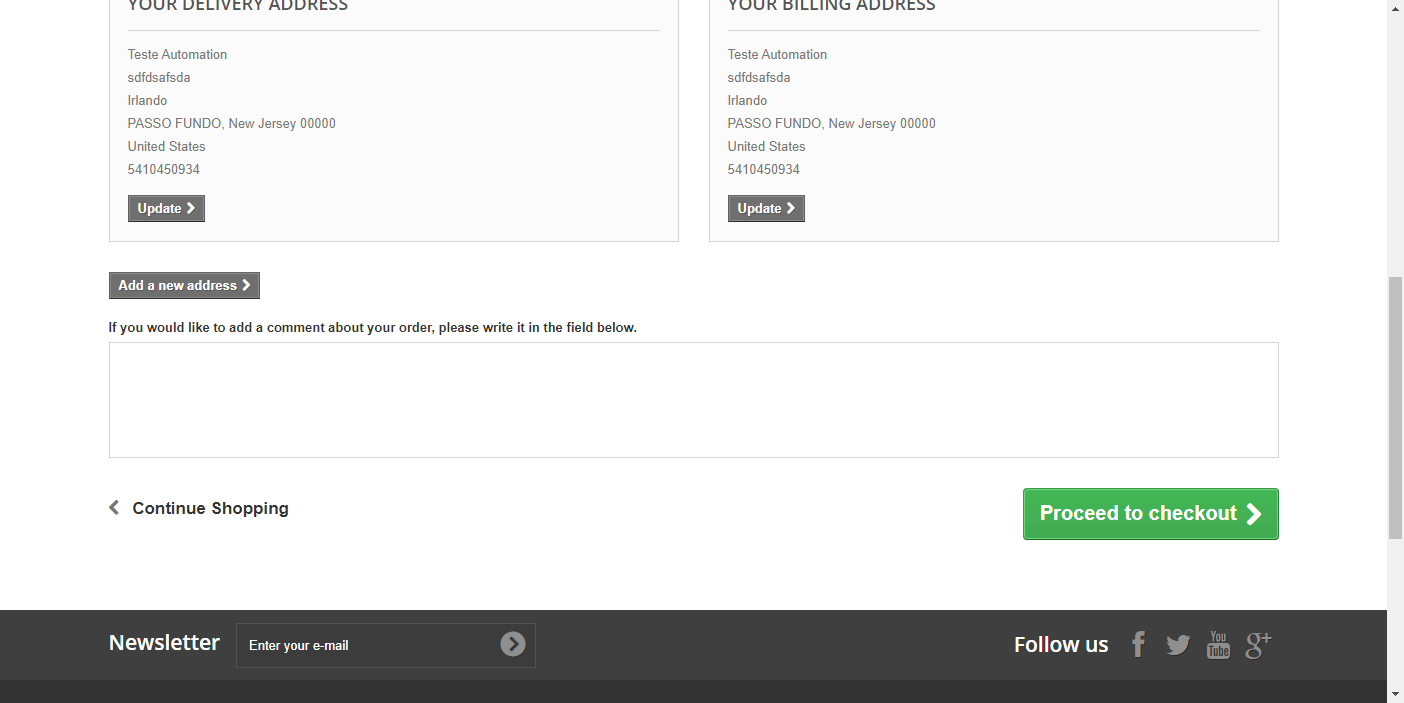 YOUR DELIVERY ADDRESS
Teste Automation
sdfdsafsda
Irlando
PASSO FUNDO, New Jersey 00000
United States
5410450934
Update
YOUR BILLING ADDRESS
Teste Automation
sdfdsafsda
Irlando
PASSO FUNDO, New Jersey 00000
United States
5410450934
Update
Add a new address
If you would like to add a comment about your order, please write it in the field below.
Continue Shopping
Proceed to checkout
Newsletter
Enter your e-mail
Follow us
You
Tube
g+